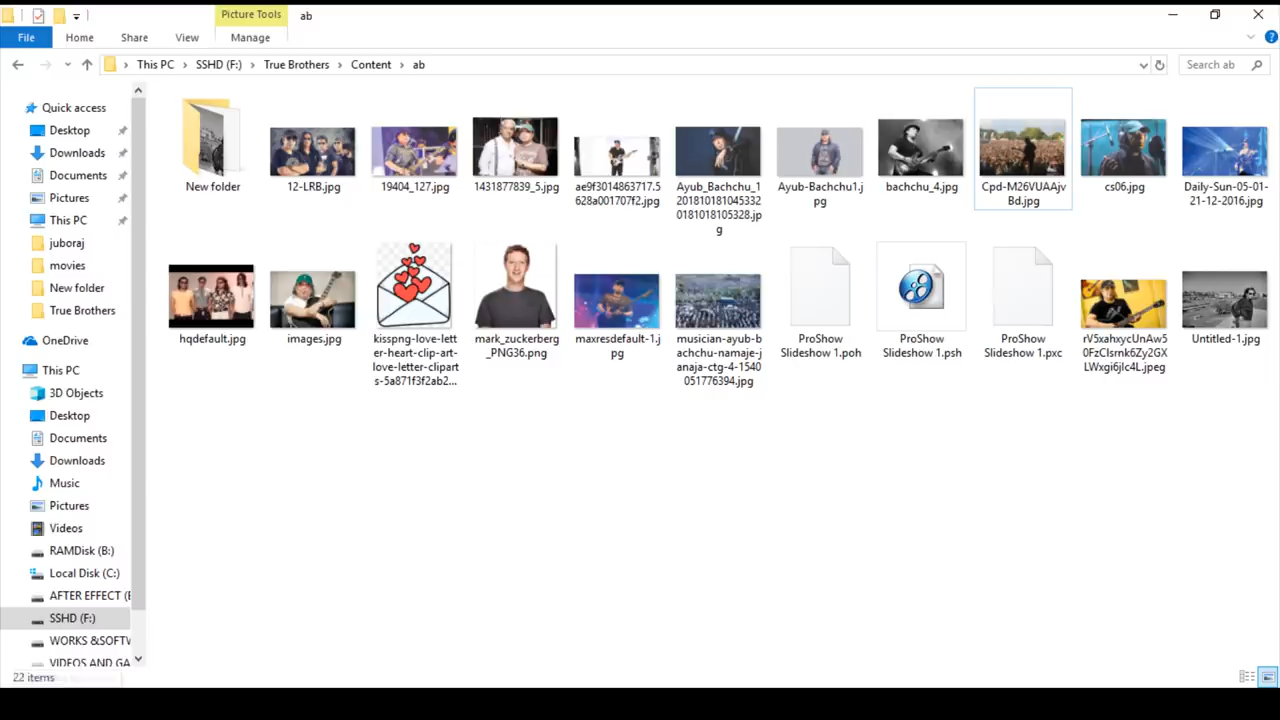 Picture Tools ab
File Home Share View Manage
This PC SSHD (F:) True Brothers Content ab Search ab
Quick access
Desktop
Downloads
Documents
Pictures
This PC
juboraj
movies
New folder
True Brothers
OneDrive
This PC
3D Objects
Desktop
Documents
Downloads
Music
Pictures
Videos
RAMDisk (B:)
Local Disk (C:)
AFTER EFFECT (
SSHD (F:)
WORKS &SOFTW
VIDEOS AND GA
New folder
12-LRB.jpg
19404_127.jpg
1431877839_5.jpg
ae9f3014863717.5
628a001707f2.jpg
Ayub_Bachchu_1
201810181045332
0181018105328.jp
g
Ayub-Bachchu1.j
pg
bachchu_4.jpg
Cpd-M26VUAAjv
Bd.jpg
cs06.jpg
Daily-Sun-05-01-
21-12-2016.jpg
hqdefault.jpg
images.jpg
kisspng-love-lett
er-heart-clip-art-
love-letter-clipart
s-5a871f3f2ab2...
mark_zuckerberg
_PNG36.png
maxresdefault-1.j
pg
musician-ayub-b
achchu-namaje-j
anaja-ctg-4-1540
051776394.jpg
ProShow
Slideshow 1.poh
ProShow
Slideshow 1.psh
ProShow
Slideshow 1.pxc
Untitled-1.jpg
22 items